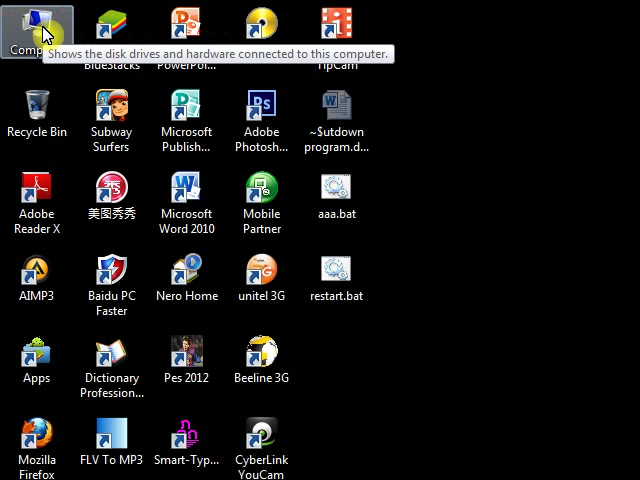 Comp
Shows the disk drives and hardware connected to this computer.
BlueStacks
PowerPoi...
TipCam
Recycle Bin
Subway
Surfers
Microsoft
Publish...
Adobe
Photosh...
~$utdown
program.d...
Adobe
Reader X
美图秀秀
Microsoft
Word 2010
Mobile
Partner
aaa.bat
AIMP3
Baidu PC
Faster
Nero Home
unitel 3G
restart.bat
Apps
Dictionary
Profession...
Pes 2012
Beeline 3G
Mozilla
Firefox
FLV To MP3
Smart-Typ...
CyberLink
YouCam